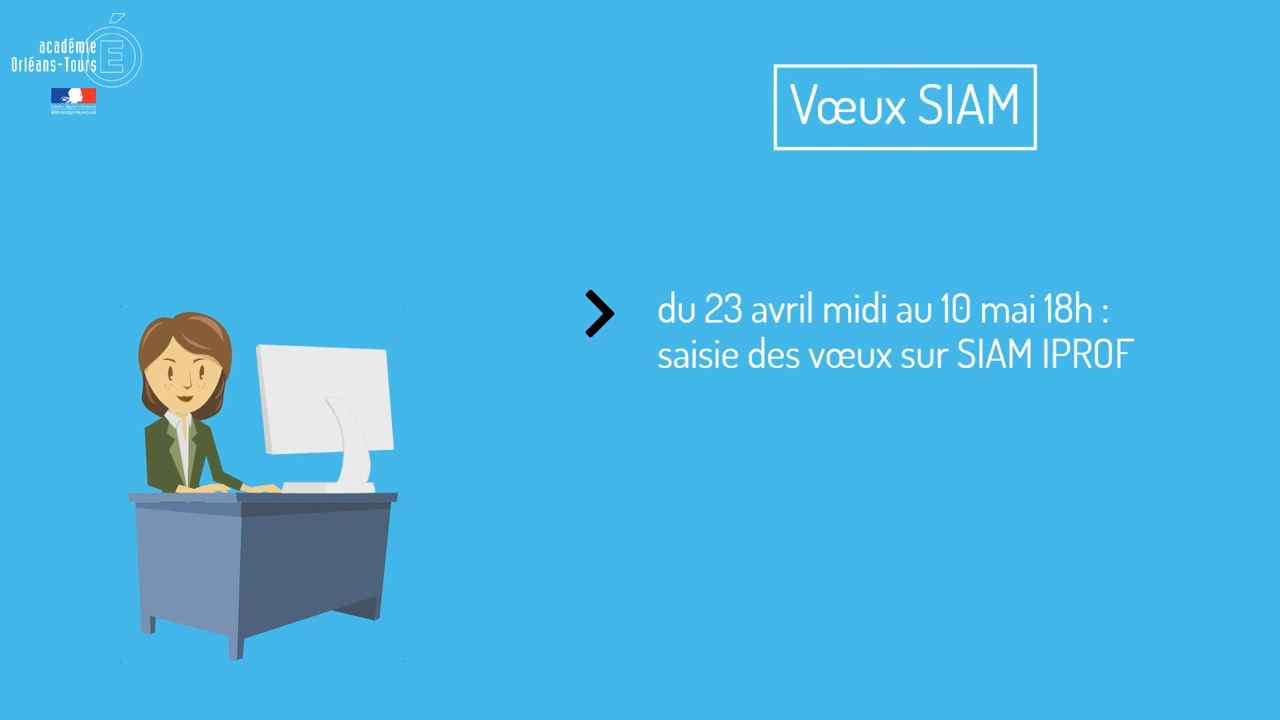 académie
Orléans-Tours
É
Vœux SIAM
du 23 avril midi au 10 mai 18h :
saisie des vœux sur SIAM IPROF